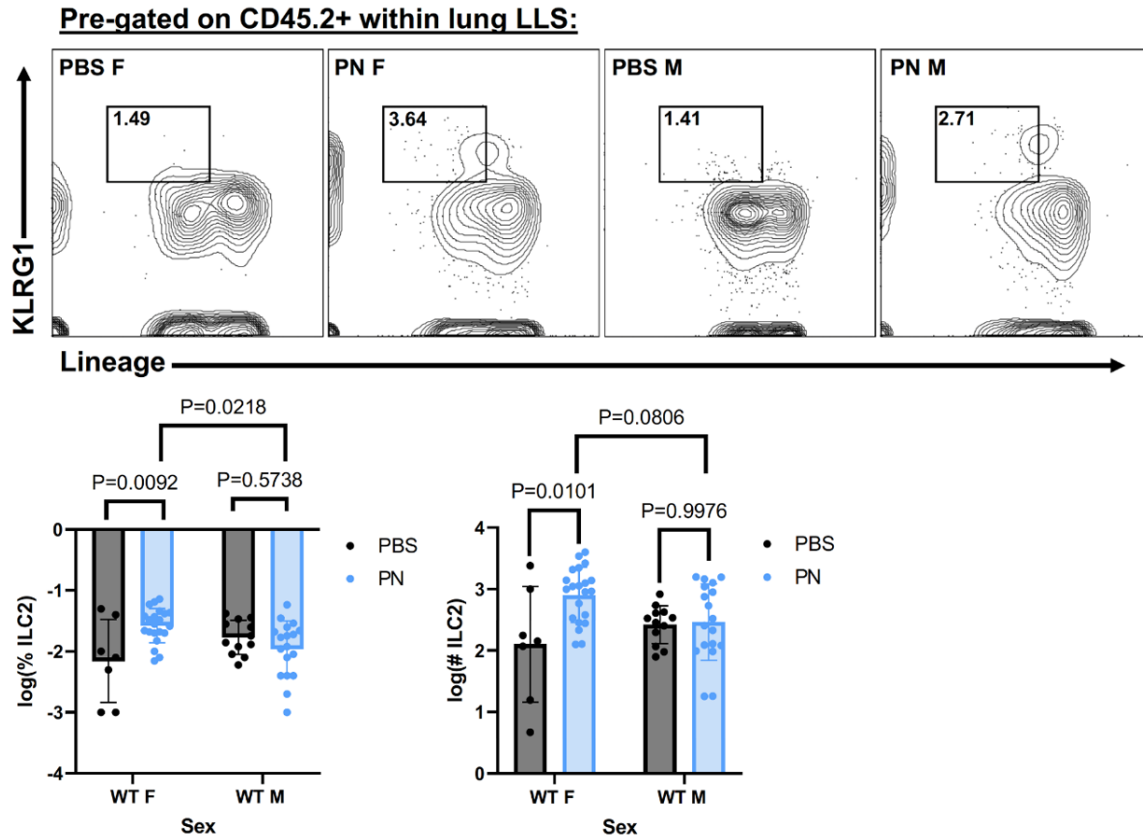 Pre-gated on CD45.2+ within lung LLS:
PBS F
PN F
PBS M
PN M
1.49
3.64
1.41
2.71
KLRG1
Lineage
P=0.0218
P=0.0092
P=0.5738
0
-1
-2
-3
-4
log(% ILC2)
WT F
WT M
Sex
PBS
PN
P=0.0806
P=0.0101
P=0.9976
4
3
2
1
0
log(# ILC2)
WT F
WT M
Sex
PBS
PN